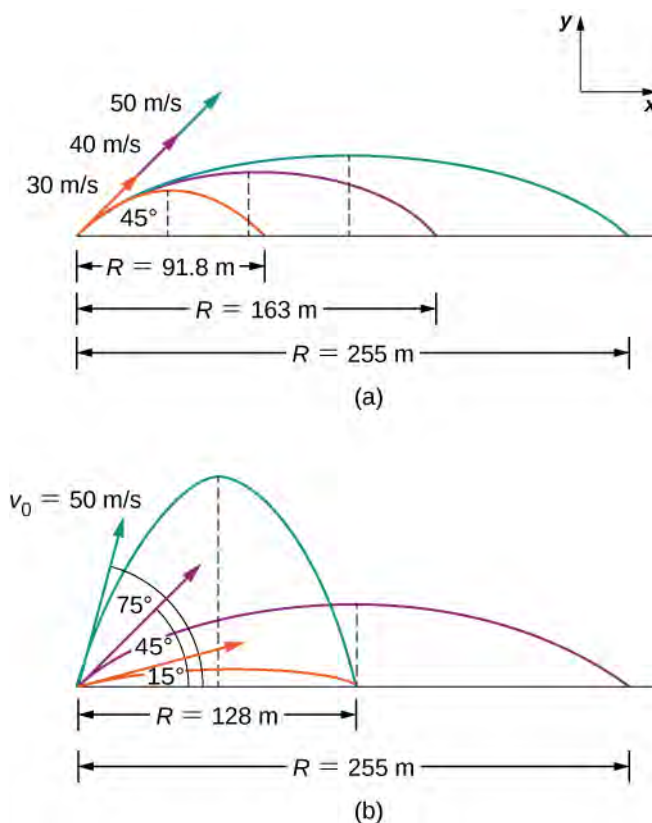 y
x
50 m/s
40 m/s
30 m/s
45°
R = 91.8 m
R = 163 m
R = 255 m
(a)
v₀ = 50 m/s
75°
45°
15°
R = 128 m
R = 255 m
(b)